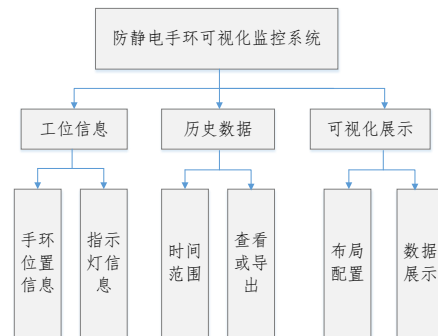 防静电手环可视化监控系统
工位信息
历史数据
可视化展示
手环
位置
信息
指示
灯信
息
时间
范围
查看
或导
出
布局
配置
数据
展示